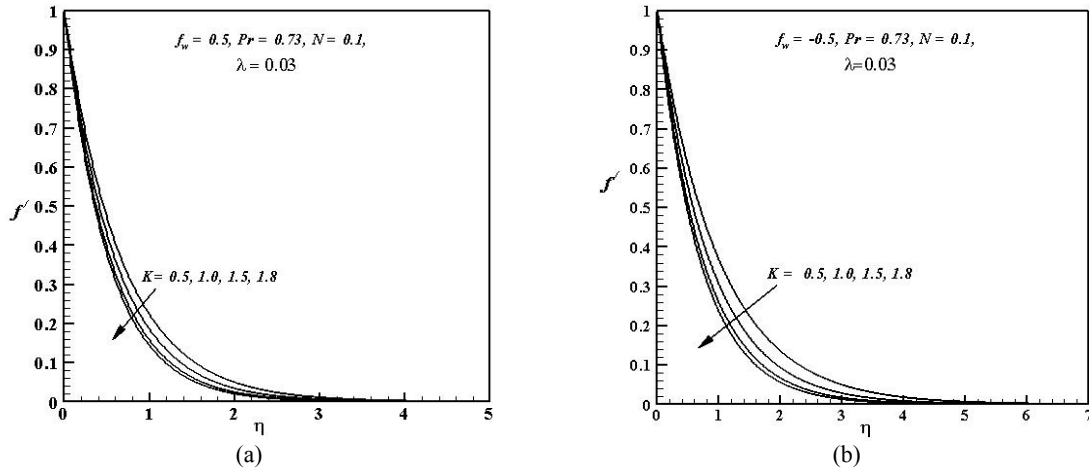 f_w = 0.5, Pr = 0.73, N = 0.1,
λ = 0.03
1
0.9
0.8
0.7
0.6
0.5
0.4
0.3
0.2
0.1
0
f′
K = 0.5, 1.0, 1.5, 1.8
0 1 2 3 4 5
η
(a)
f_w = -0.5, Pr = 0.73, N = 0.1,
λ=0.03
1
0.9
0.8
0.7
0.6
0.5
0.4
0.3
0.2
0.1
0
f′
K = 0.5, 1.0, 1.5, 1.8
0 1 2 3 4 5 6 7
η
(b)